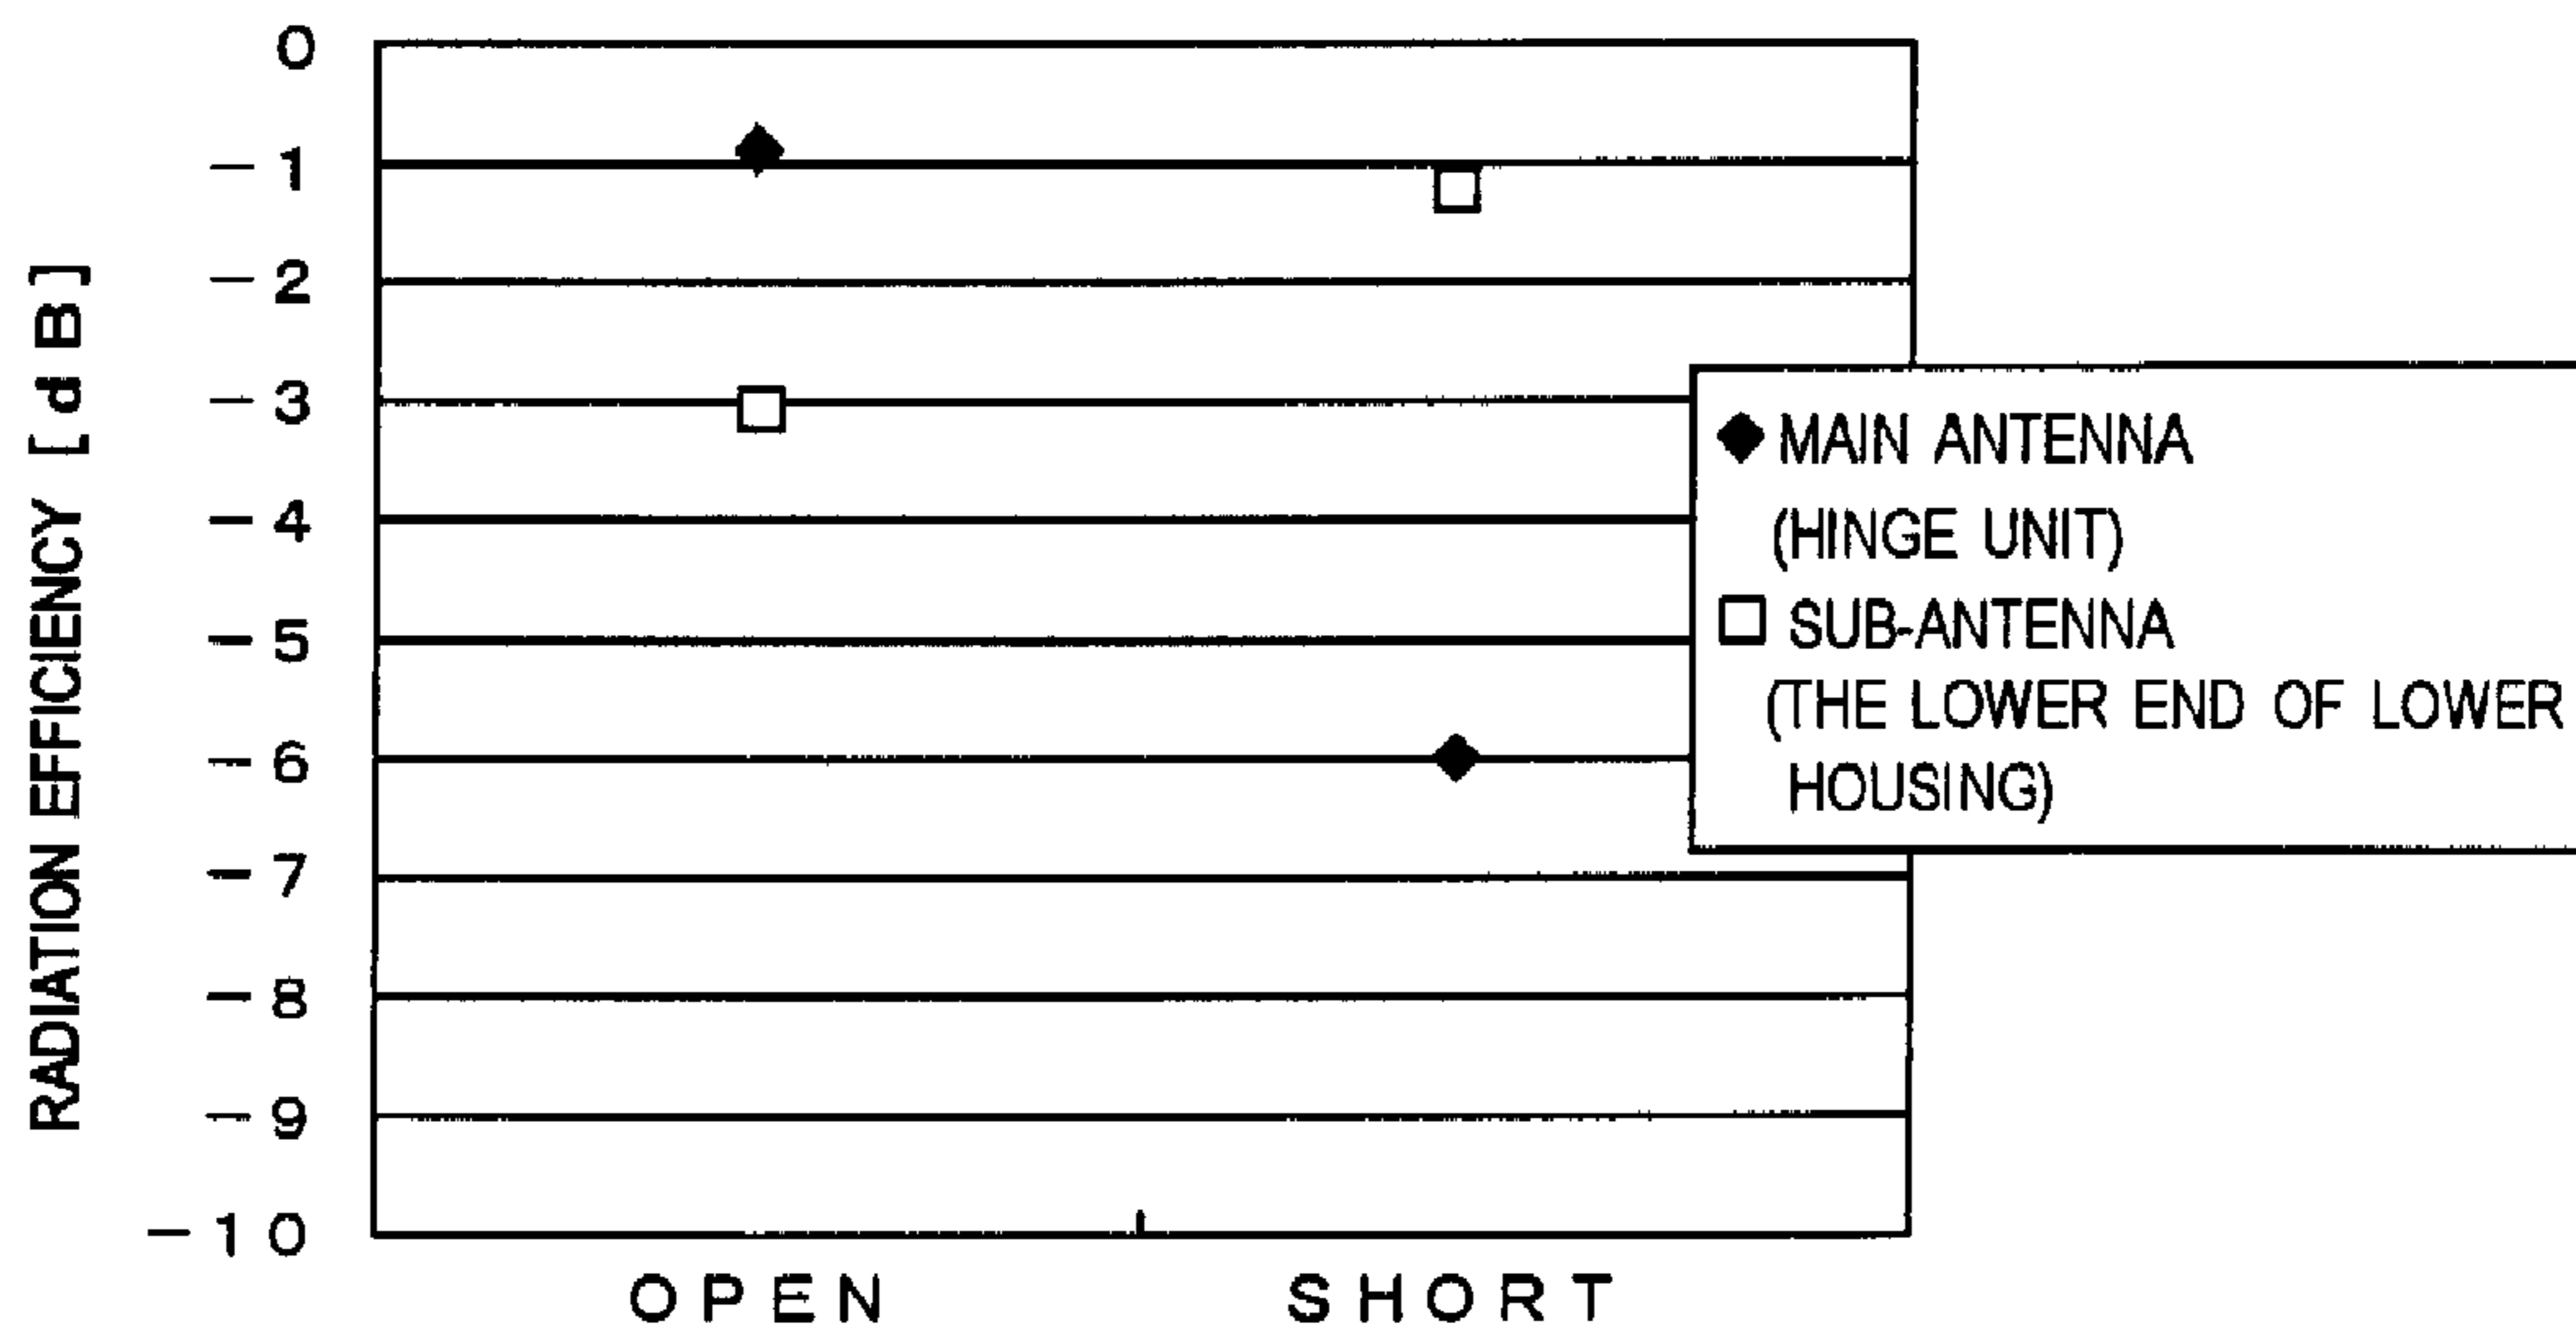 RADIATION EFFICIENCY [dB]
0
-1
-2
-3
-4
-5
-6
-7
-8
-9
-10
OPEN SHORT
◆ MAIN ANTENNA
(HINGE UNIT)
□ SUB-ANTENNA
(THE LOWER END OF LOWER
HOUSING)